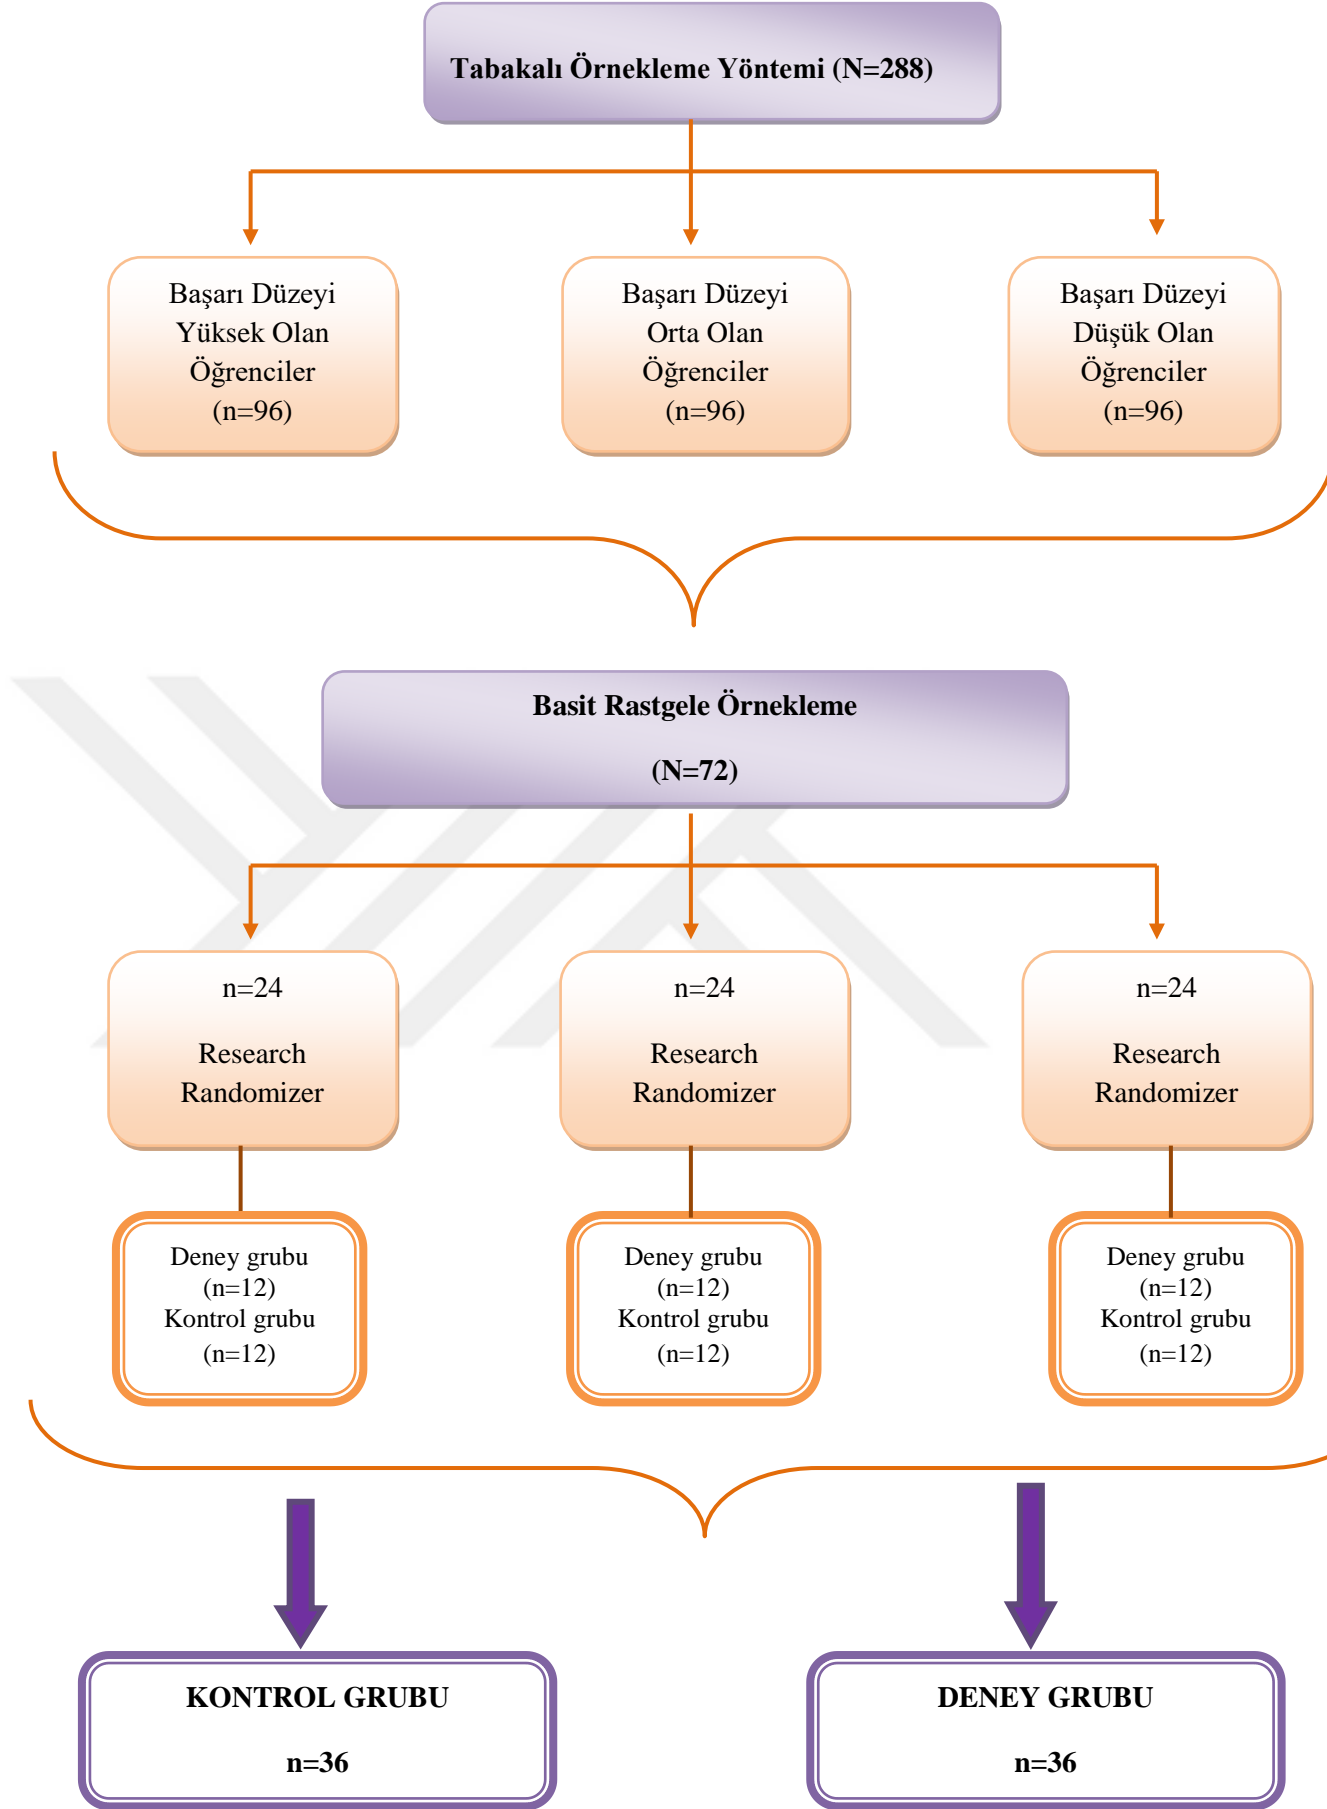 Tabakalı Örnekleme Yöntemi (N=288)
Başarı Düzeyi
Yüksek Olan
Öğrenciler
(n=96)
Başarı Düzeyi
Orta Olan
Öğrenciler
(n=96)
Başarı Düzeyi
Düşük Olan
Öğrenciler
(n=96)
Basit Rastgele Örnekleme
(N=72)
n=24
Research
Randomizer
n=24
Research
Randomizer
n=24
Research
Randomizer
Deney grubu
(n=12)
Kontrol grubu
(n=12)
Deney grubu
(n=12)
Kontrol grubu
(n=12)
Deney grubu
(n=12)
Kontrol grubu
(n=12)
KONTROL GRUBU
n=36
DENEY GRUBU
n=36